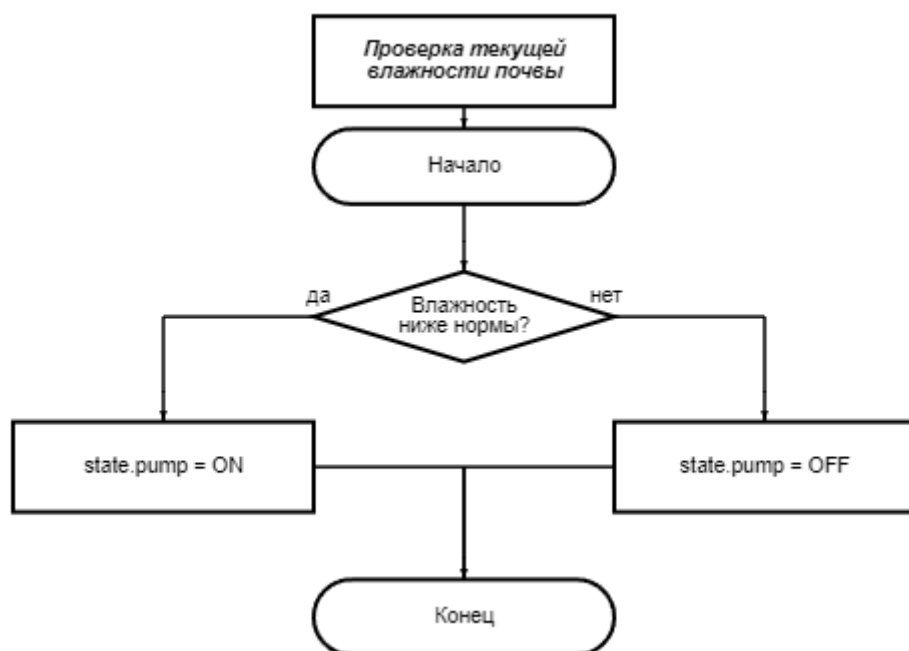 Проверка текущей
влажности почвы
Начало
да
Влажность
ниже нормы?
нет
state.pump = ON
state.pump = OFF
Конец